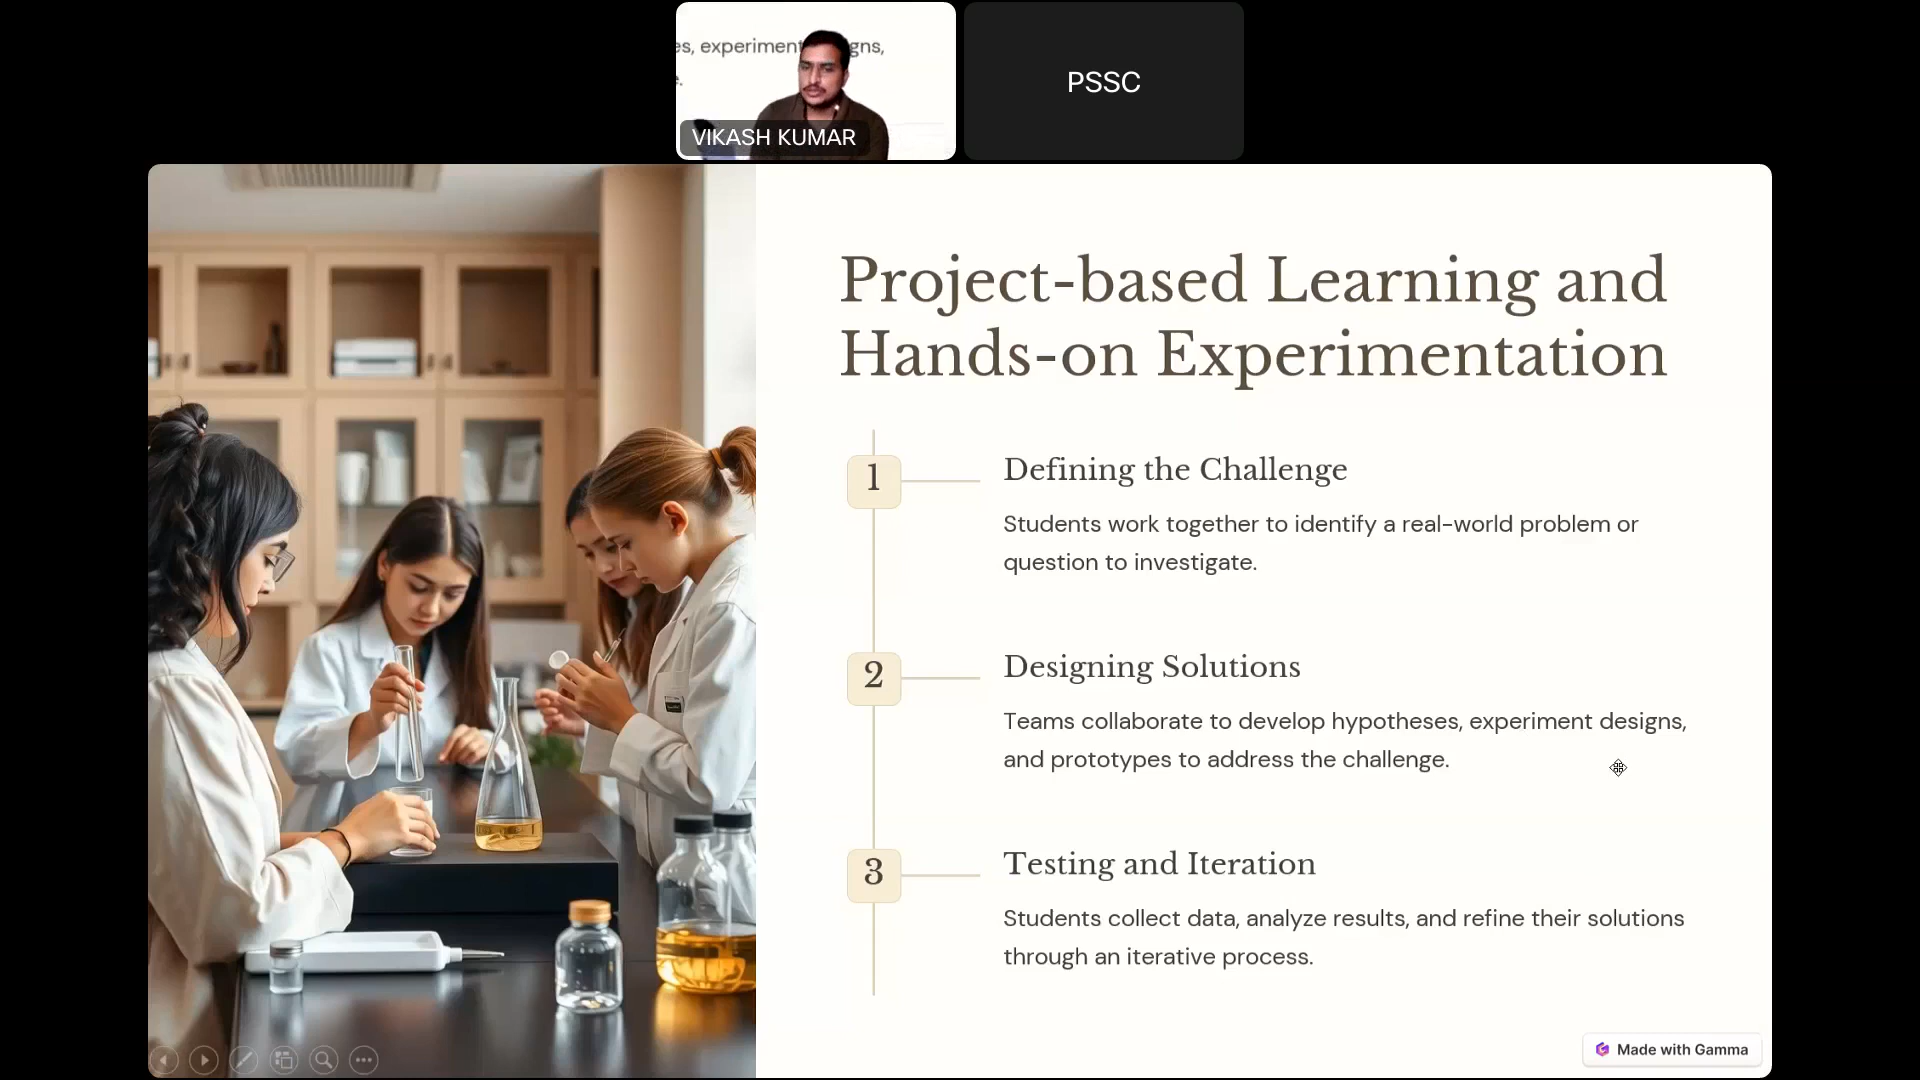 es, experiment
gns,
e.
VIKASH KUMAR
PSSC
Project-based Learning and
Hands-on Experimentation
1
Defining the Challenge
Students work together to identify a real-world problem or
question to investigate.
2
Designing Solutions
Teams collaborate to develop hypotheses, experiment designs,
and prototypes to address the challenge.
3
Testing and Iteration
Students collect data, analyze results, and refine their solutions
through an iterative process.
Made with Gamma